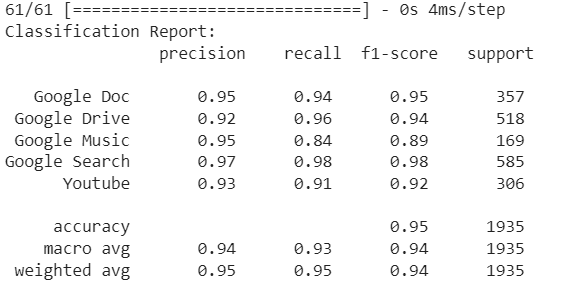 61/61 [==============================] - 0s 4ms/step
Classification Report:
precision recall f1-score support
Google Doc 0.95 0.94 0.95 357
Google Drive 0.92 0.96 0.94 518
Google Music 0.95 0.84 0.89 169
Google Search 0.97 0.98 0.98 585
Youtube 0.93 0.91 0.92 306
accuracy 0.95 1935
macro avg 0.94 0.93 0.94 1935
weighted avg 0.95 0.95 0.94 1935